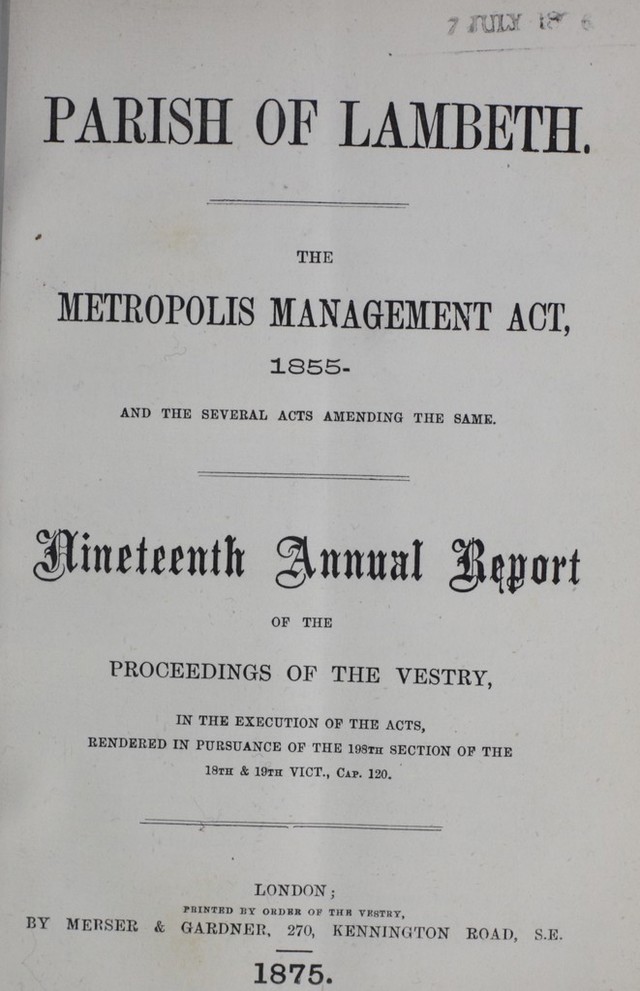 7 JULY 18 6
PARISH OF LAMBETH.
THE
METROPOLIS MANAGEMENT ACT,
1855-
AND THE SEVERAL ACTS AMENDING THE SAME.
Nineteenth Annual Report
OF THE
PROCEEDINGS OF THE VESTRY,
IN THE EXECUTION OF THE ACTS,
RENDERED IN PURSUANCE OF THE 198TH SECTION OF THE
18TH & 19TH VICT., CAP. 120.
LONDON;
PRINTED BY ORDER OF THE VESTRY,
BY MERSER & GARDNER, 270, KENNINGTON ROAD, S.E.
1875.